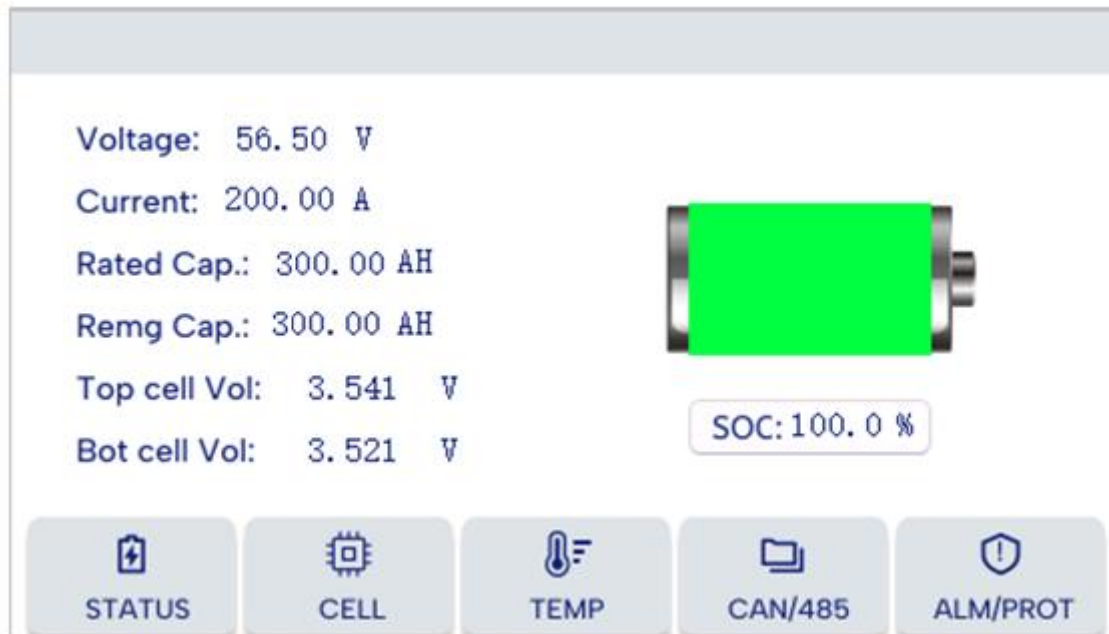 Voltage: 56.50 V
Current: 200.00 A
Rated Cap.: 300.00 AH
Remg Cap.: 300.00 AH
Top cell Vol: 3.541 V
Bot cell Vol: 3.521 V
SOC: 100.0 %
STATUS
CELL
TEMP
CAN/485
ALM/PROT